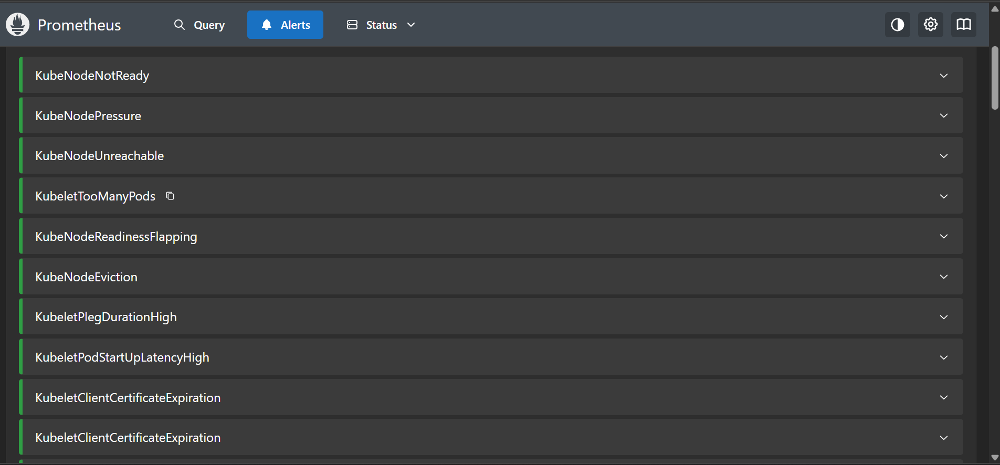 Prometheus
Query
Alerts
Status
KubeNodeNotReady
KubeNodePressure
KubeNodeUnreachable
KubeletTooManyPods
KubeNodeReadinessFlapping
KubeNodeEviction
KubeletPlegDurationHigh
KubeletPodStartUpLatencyHigh
KubeletClientCertificateExpiration
KubeletClientCertificateExpiration